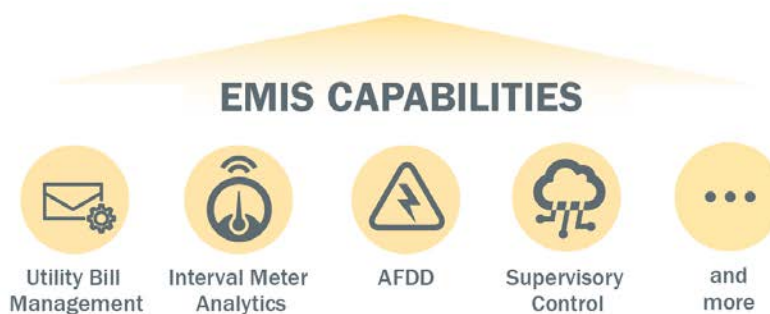 EMIS CAPABILITIES
Utility Bill
Management
Interval Meter
Analytics
AFDD
Supervisory
Control
and
more